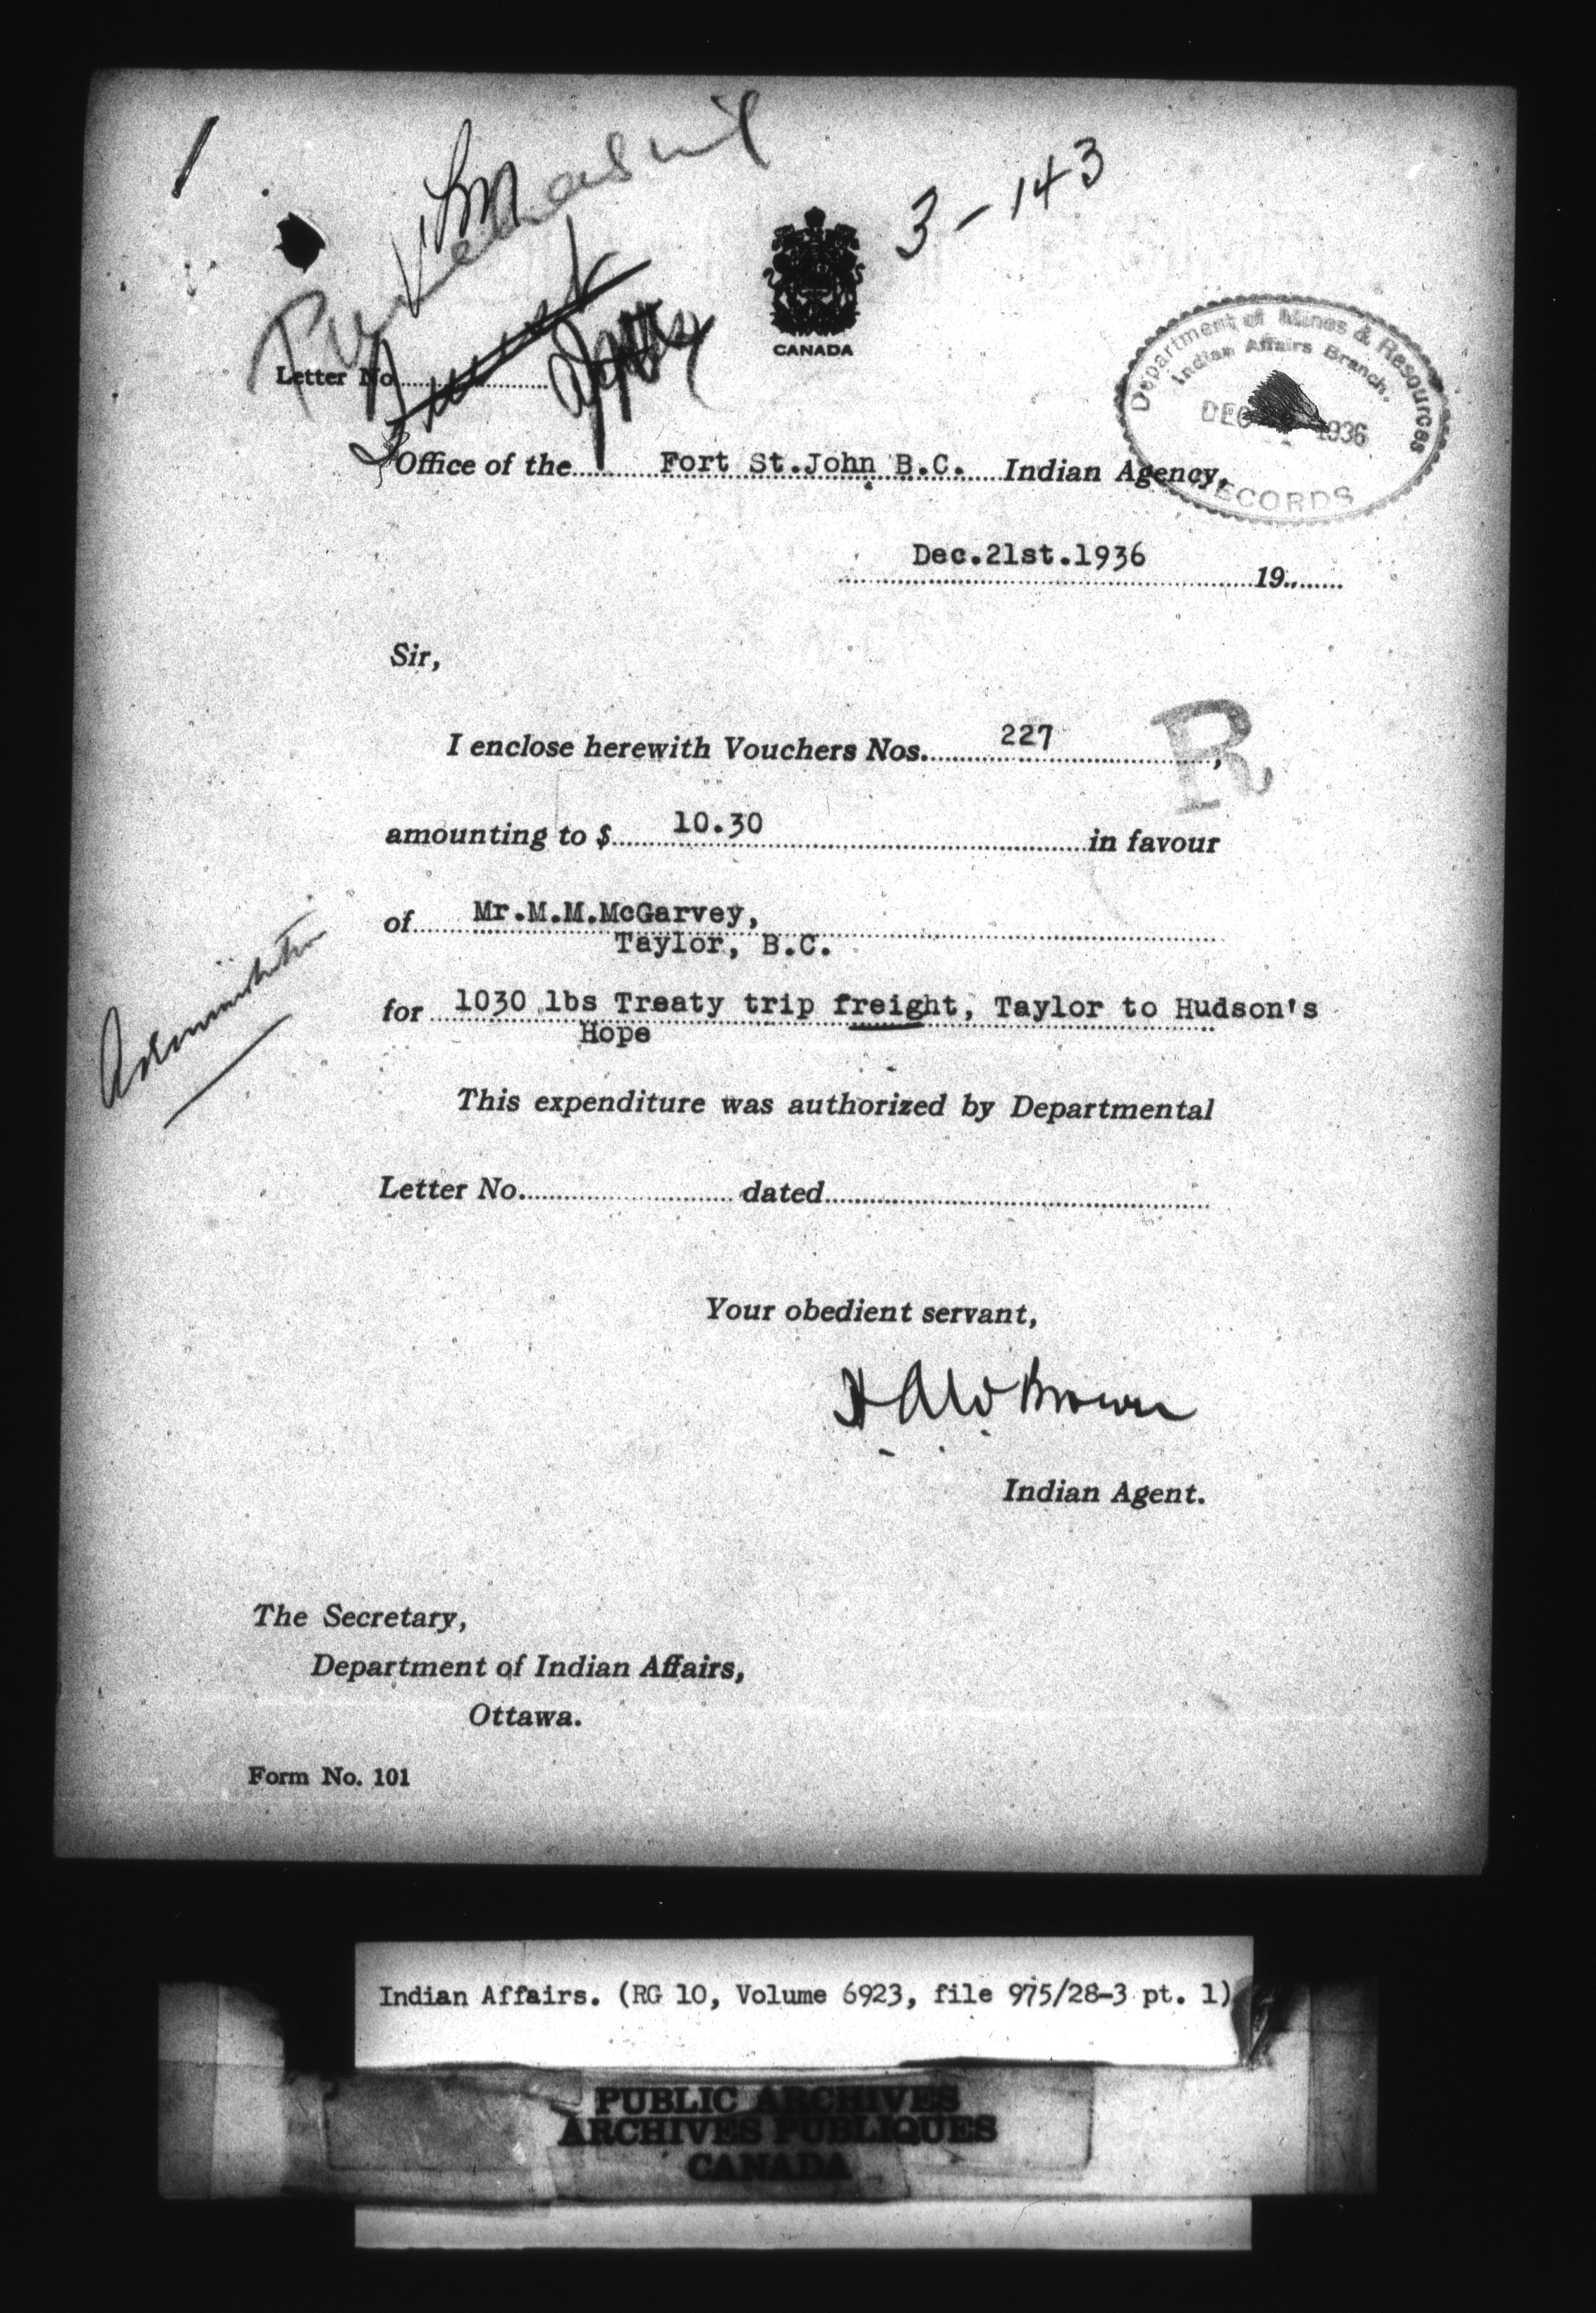 3-143
CANADA
Letter No
Department of Mines & Resources
Indian Affairs Branch.
DEC 1936
RECORDS
Office of the Fort St.John B.C. Indian Agency,
Dec.21st.1936 19
Sir,
I enclose herewith Vouchers Nos. 227,
R
amounting to $ 10.30 in favour
of Mr.M.M.McGarvey,
Taylor, B.C.
Administration
for 1030 lbs Treaty trip freight, Taylor to Hudson's
Hope
This expenditure was authorized by Departmental
Letter No. dated
Your obedient servant,
Brown
Indian Agent.
The Secretary,
Department of Indian Affairs,
Ottawa.
Form No. 101
Indian Affairs. (RG 10, Volume 6923, file 975/28-3 pt. 1)
PUBLIC ARCHIVES
ARCHIVES PUBLIQUES
CANADA